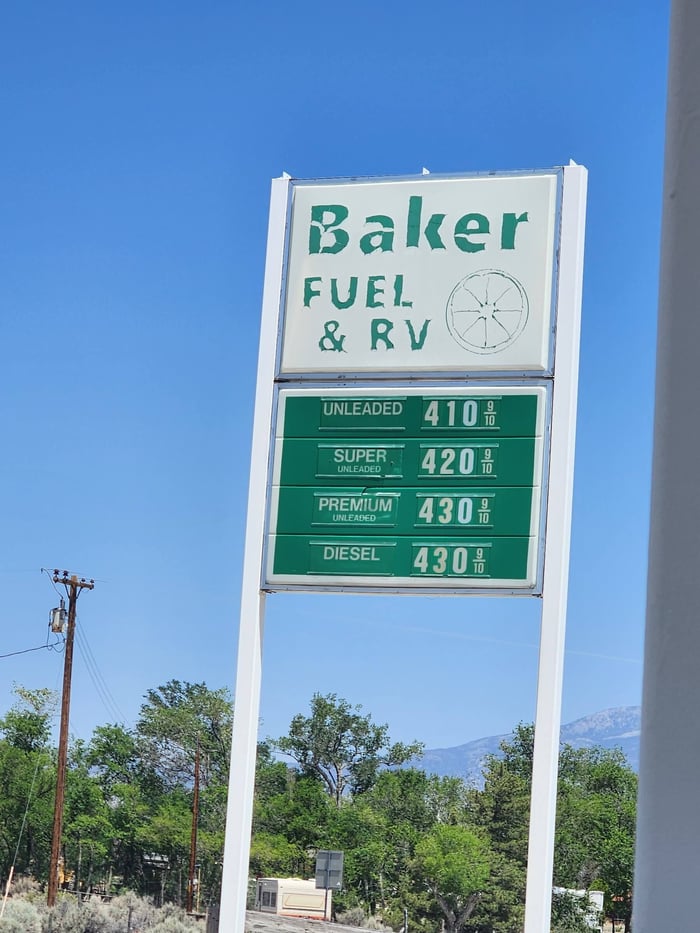 Baker
FUEL
& RV
UNLEADED 410 9/10
SUPER
UNLEADED 420 9/10
PREMIUM
UNLEADED 430 9/10
DIESEL 430 9/10